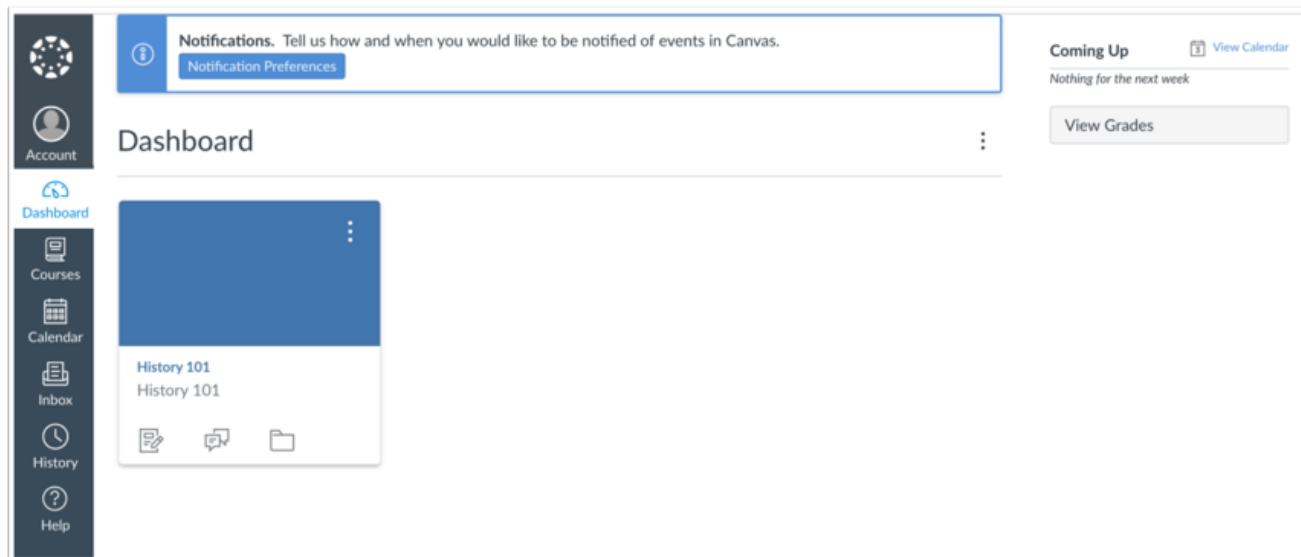 Notifications. Tell us how and when you would like to be notified of events in Canvas.
Notification Preferences
Coming Up
3
View Calendar
Nothing for the next week
View Grades
Account
Dashboard
Courses
Calendar
Inbox
History
Help
Dashboard
History 101
History 101